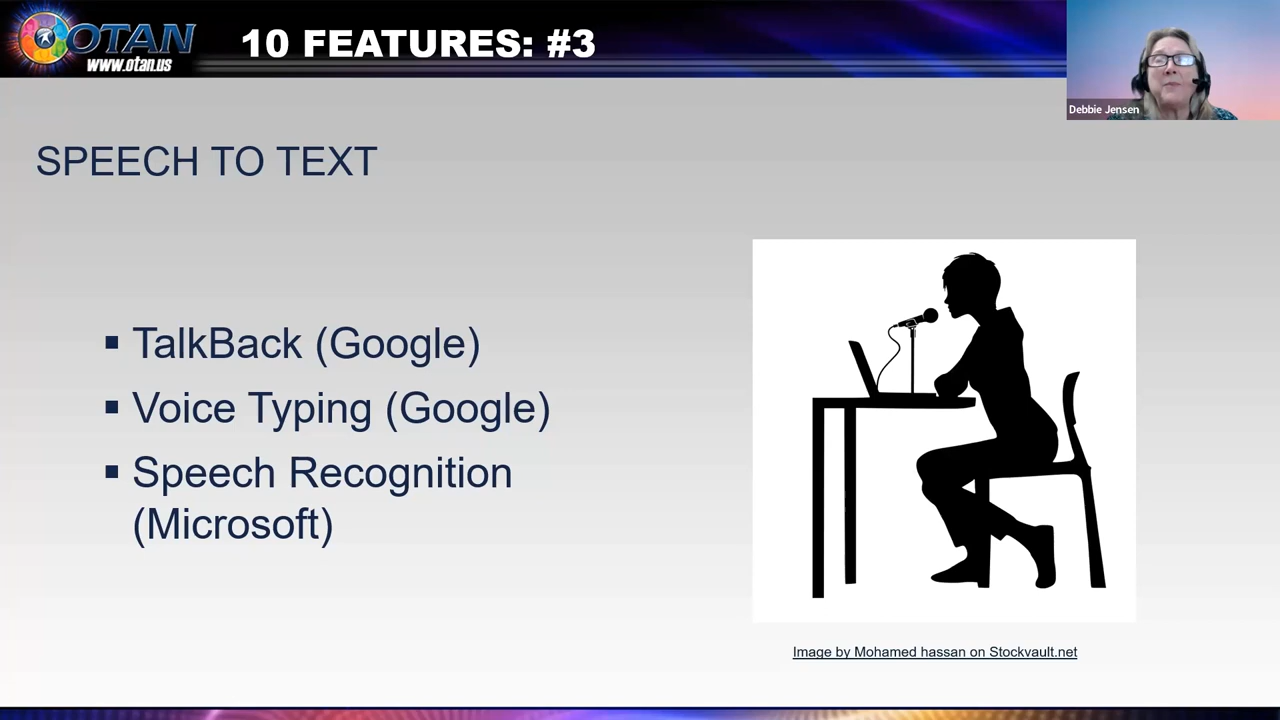 OTAN
www.otan.us
10 FEATURES: #3
Debbie Jensen
SPEECH TO TEXT
▪ TalkBack (Google)
▪ Voice Typing (Google)
▪ Speech Recognition
(Microsoft)
Image by Mohamed hassan on Stockvault.net